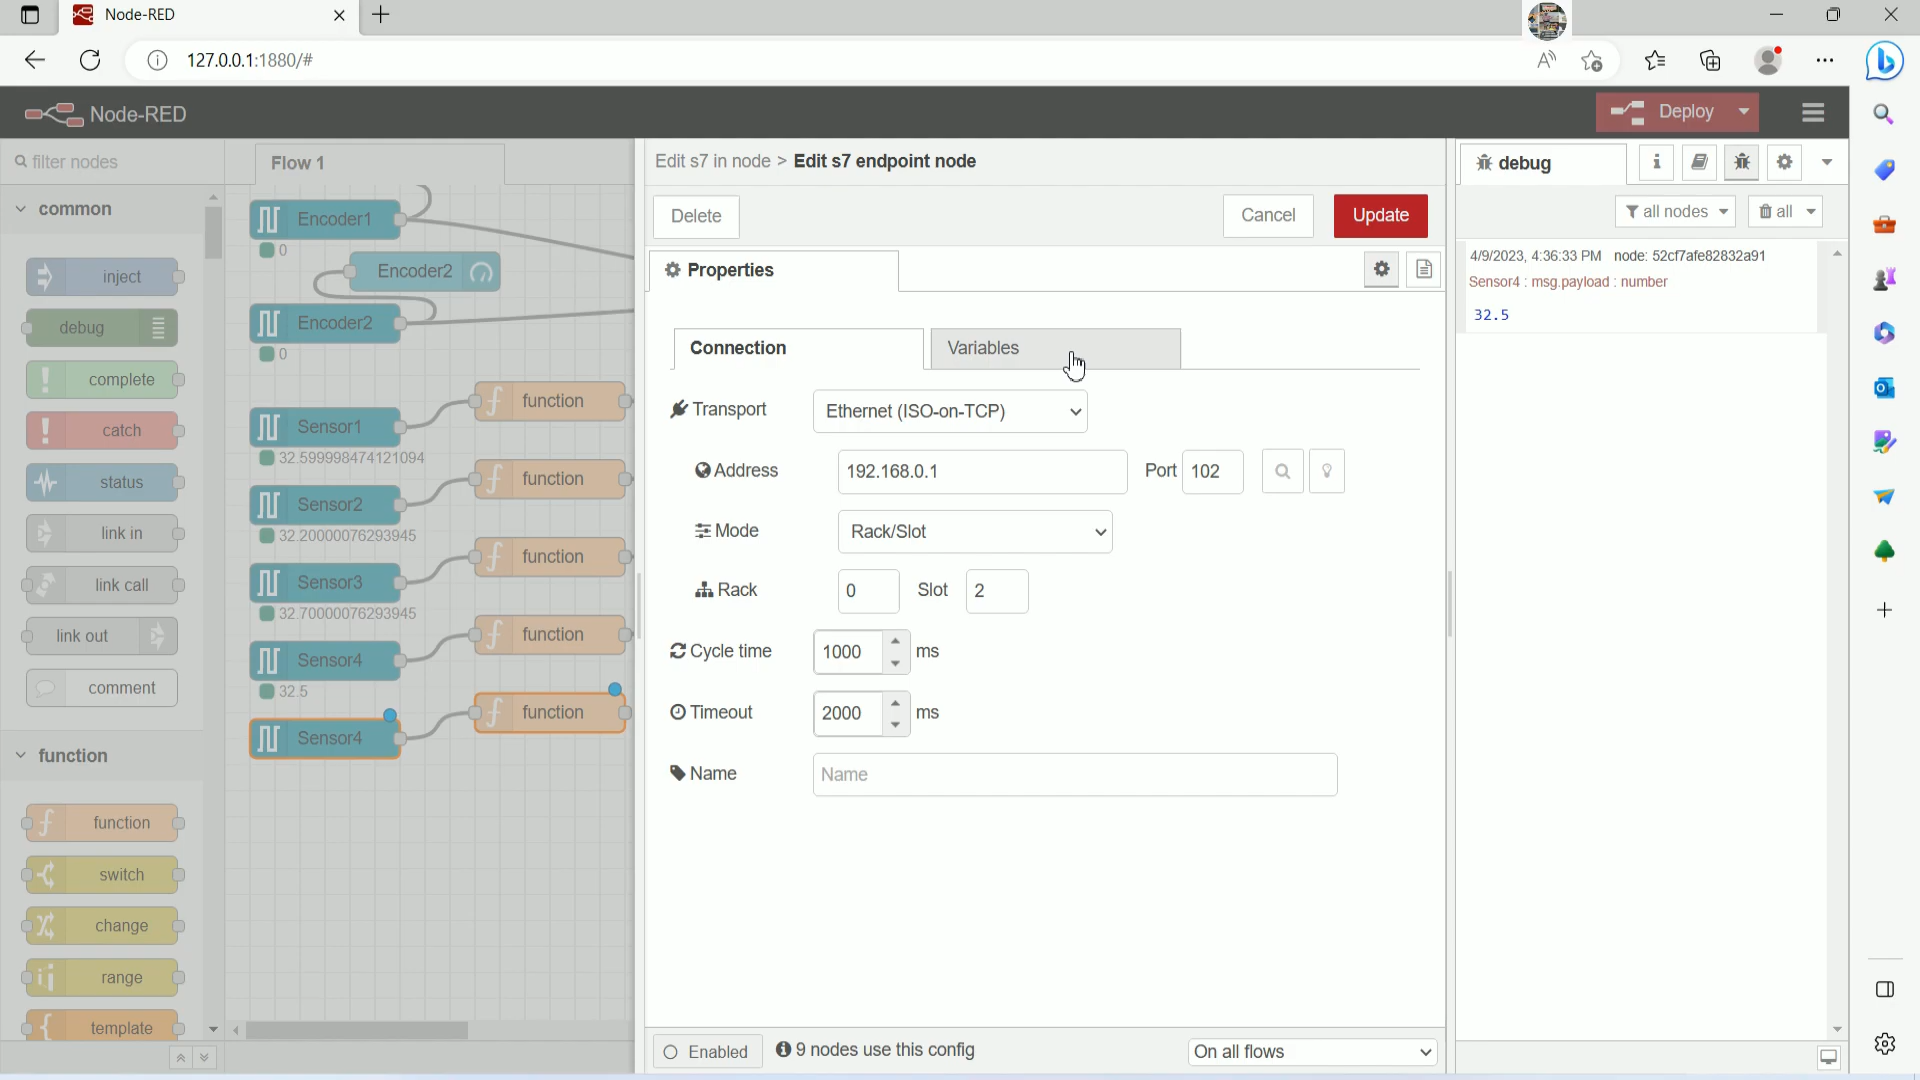 Node-RED
127.0.0.1:1880/#
Node-RED
Deploy
filter nodes
common
inject
debug
complete
catch
status
link in
link call
link out
comment
function
function
switch
change
range
template
Flow 1
Encoder1
0
Encoder2
Encoder2
0
Sensor1
function
32.599998474121094
Sensor2
function
32.20000076293945
Sensor3
function
32.70000076293945
Sensor4
function
32.5
Sensor4
function
Edit s7 in node > Edit s7 endpoint node
Delete
Cancel
Update
Properties
Connection
Variables
Transport
Ethernet (ISO-on-TCP)
Address
192.168.0.1
Port
102
Mode
Rack/Slot
Rack
0
Slot
2
Cycle time
1000
ms
Timeout
2000
ms
Name
Name
Enabled
9 nodes use this config
On all flows
debug
all nodes
all
4/9/2023, 4:36:33 PM node: 52cf7afe82832a91
Sensor4 : msg.payload : number
32.5